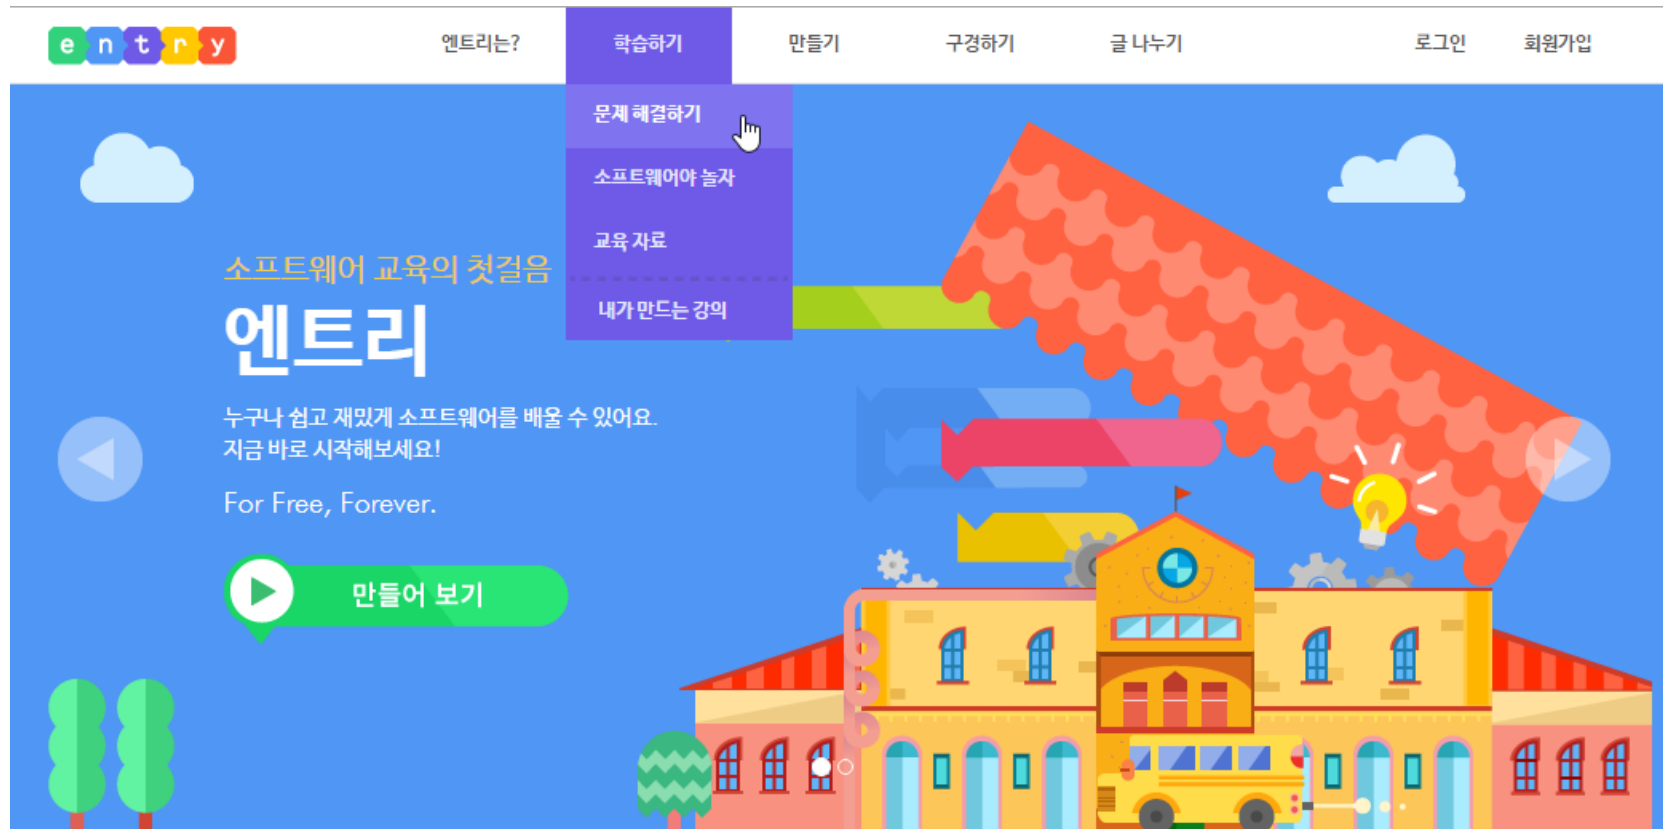 entry
엔트리는?
학습하기
만들기
구경하기
글 나누기
로그인
회원가입
문제 해결하기
소프트웨어야 놀자
교육 자료
내가 만드는 강의
소프트웨어 교육의 첫걸음
엔트리
누구나 쉽고 재밌게 소프트웨어를 배울 수 있어요.
지금 바로 시작해보세요!
For Free, Forever.
만들어 보기